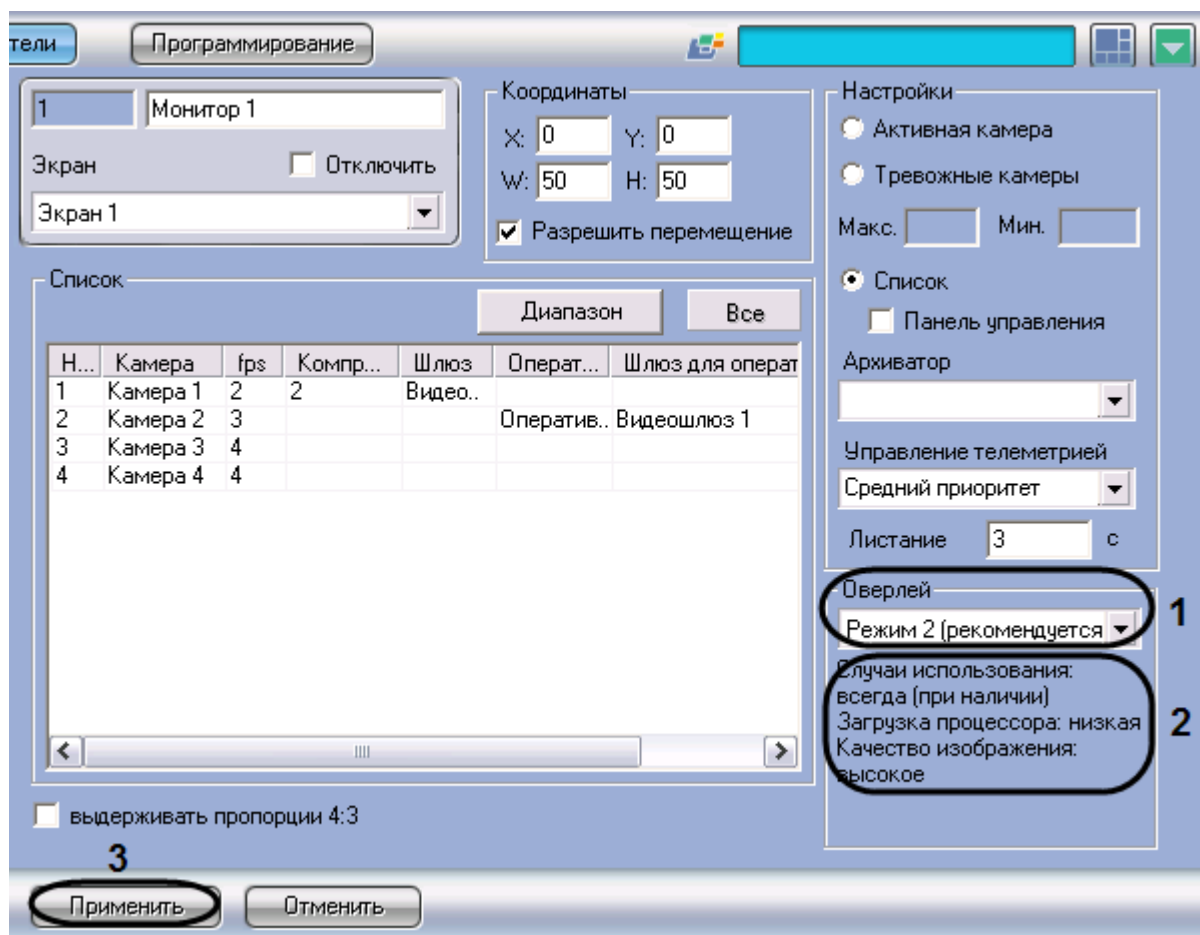 тели Программирование
1 Монитор 1
Экран Отключить
Экран 1
Координаты
X: 0 Y: 0
W: 50 H: 50
Разрешить перемещение
Настройки
Активная камера
Тревожные камеры
Макс. Мин.
Список
Панель управления
Архиватор
Управление телеметрией
Средний приоритет
Листание 3 с
Список
Диапазон Все
Н... Камера fps Компр... Шлюз Операт... Шлюз для операт
1 Камера 1 2 2 Видео..
2 Камера 2 3 Оператив.. Видеошлюз 1
3 Камера 3 4
4 Камера 4 4
Оверлей
Режим 2 (рекомендуется
1
Случаи использования:
всегда (при наличии)
Загрузка процессора: низкая
Качество изображения:
высокое
2
выдерживать пропорции 4:3
3
Применить Отменить